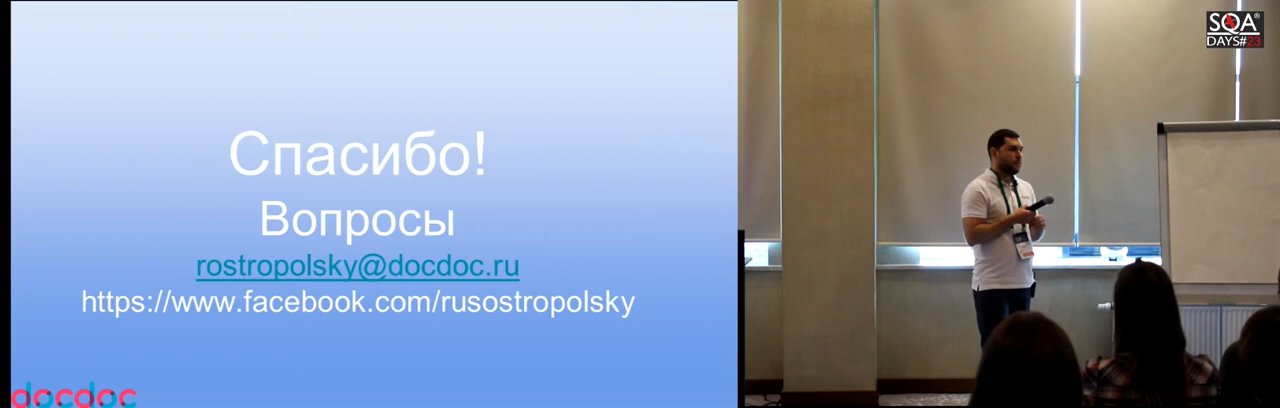 Спасибо!
Вопросы
rostropolsky@docdoc.ru
https://www.facebook.com/rusostropolsky
docdoc
SQA®
DAYS#23